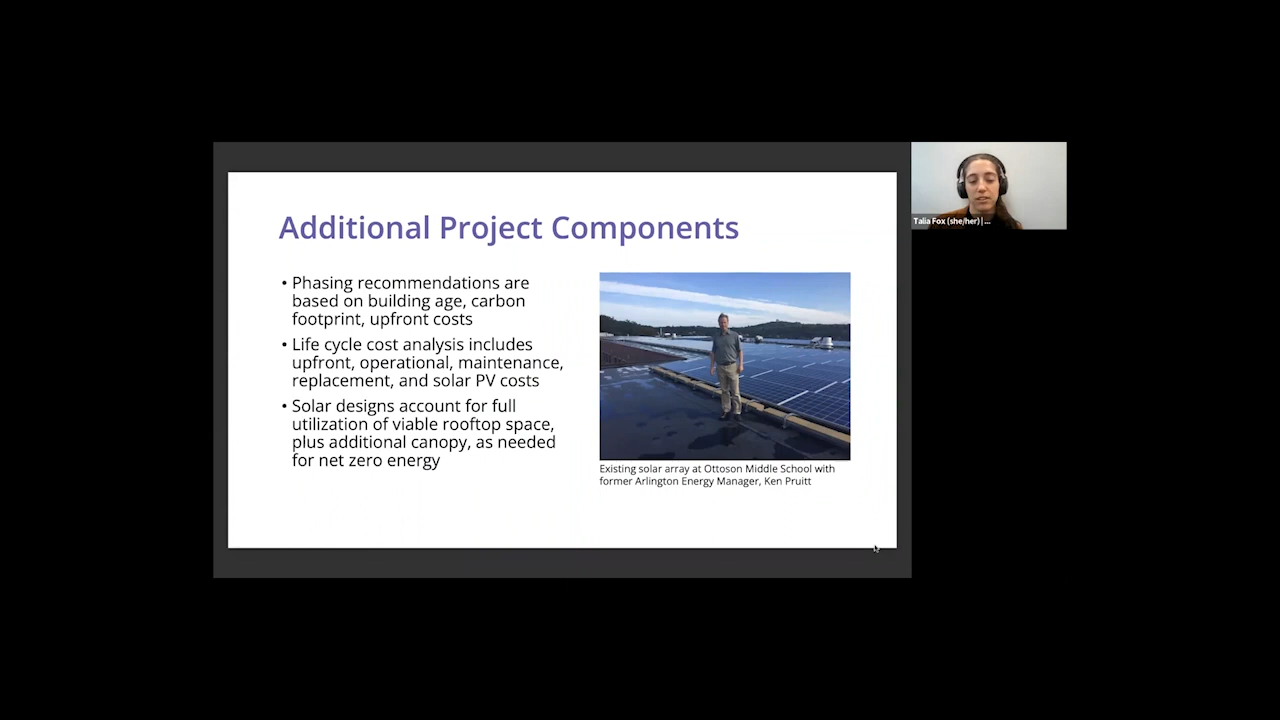 Additional Project Components
• Phasing recommendations are
based on building age, carbon
footprint, upfront costs
• Life cycle cost analysis includes
upfront, operational, maintenance,
replacement, and solar PV costs
• Solar designs account for full
utilization of viable rooftop space,
plus additional canopy, as needed
for net zero energy
Existing solar array at Ottoson Middle School with
former Arlington Energy Manager, Ken Pruitt
Talia Fox (she/her) | ...